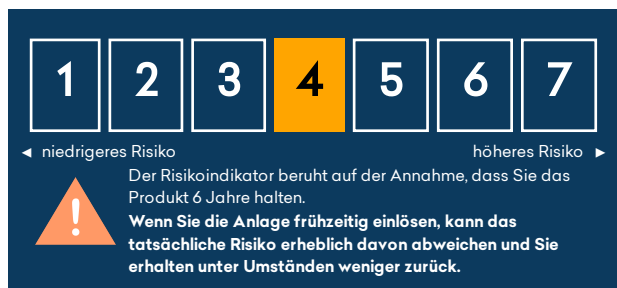 1 2 3 4 5 6 7
◄ niedrigeres Risiko höheres Risiko ►
Der Risikoindikator beruht auf der Annahme, dass Sie das
Produkt 6 Jahre halten.
Wenn Sie die Anlage frühzeitig einlösen, kann das
tatsächliche Risiko erheblich davon abweichen und Sie
erhalten unter Umständen weniger zurück.
!